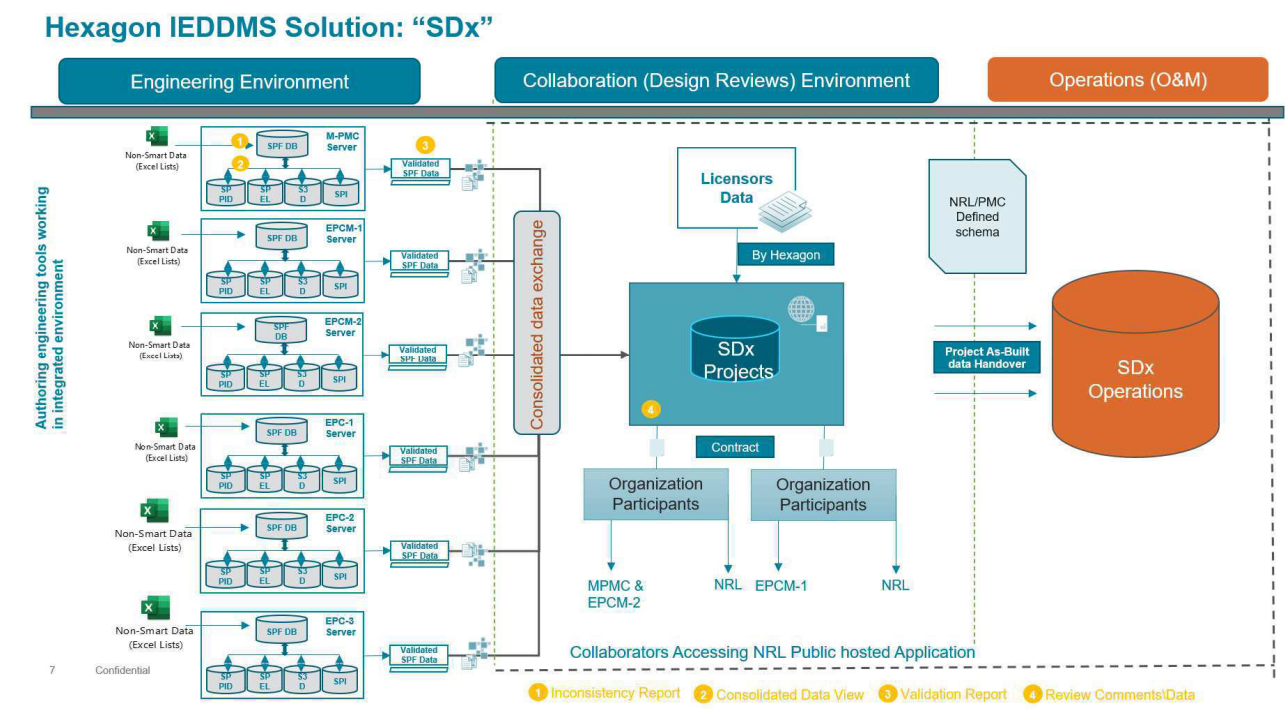 Hexagon IEDDMS Solution: “SDx”
Engineering Environment
Collaboration (Design Reviews) Environment
Operations (O&M)
Authoring engineering tools working
in integrated environment
Non-Smart Data
(Excel Lists)
1
SPF DB
M-PMC
Server
2
SP
PID
SP
EL
S3
D
SPI
3
Validated
SPF Data
Non-Smart Data
(Excel Lists)
SPF DB
EPCM-1
Server
SP
PID
SP
EL
S3
D
SPI
Validated
SPF Data
Non-Smart Data
(Excel Lists)
SPF
DB
EPCM-2
Server
SP
PID
SP
EL
S3
D
SPI
Validated
SPF Data
Non-Smart Data
(Excel Lists)
SPF DB
EPC-1
Server
SP
PID
SP
EL
S3
D
SPI
Validated
SPF Data
Non-Smart Data
(Excel Lists)
SPF DB
EPC-2
Server
SP
PID
SP
EL
S3
D
SPI
Validated
SPF Data
Non-Smart Data
(Excel Lists)
SPF DB
EPC-3
Server
SP
PID
SP
EL
S3
D
SPI
Validated
SPF Data
Consolidated data exchange
Licensors
Data
By Hexagon
SDx
Projects
4
Contract
Organization
Participants
Organization
Participants
MPMC &
EPCM-2
NRL
EPCM-1
NRL
NRL/PMC
Defined
schema
Project As-Built
data Handover
SDx
Operations
Collaborators Accessing NRL Public hosted Application
7
Confidential
1 Inconsistency Report
2 Consolidated Data View
3 Validation Report
4 Review Comments\Data